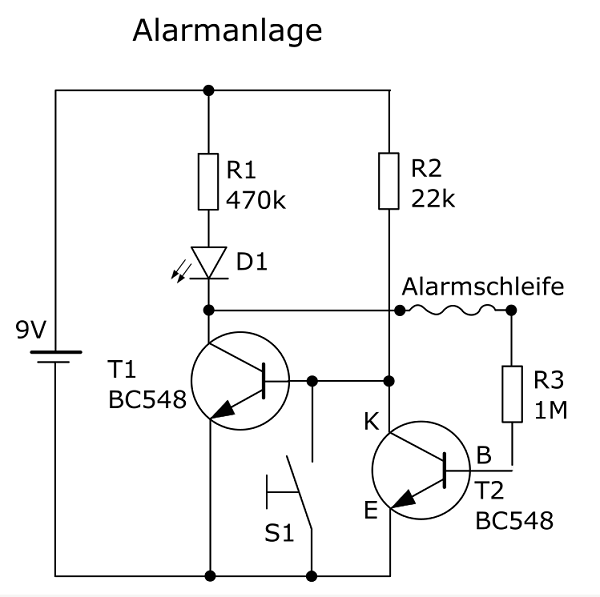 Alarmanlage
R1
470k
R2
22k
D1
Alarmschleife
9V
T1
BC548
R3
1M
K
B
T2
E
BC548
S1